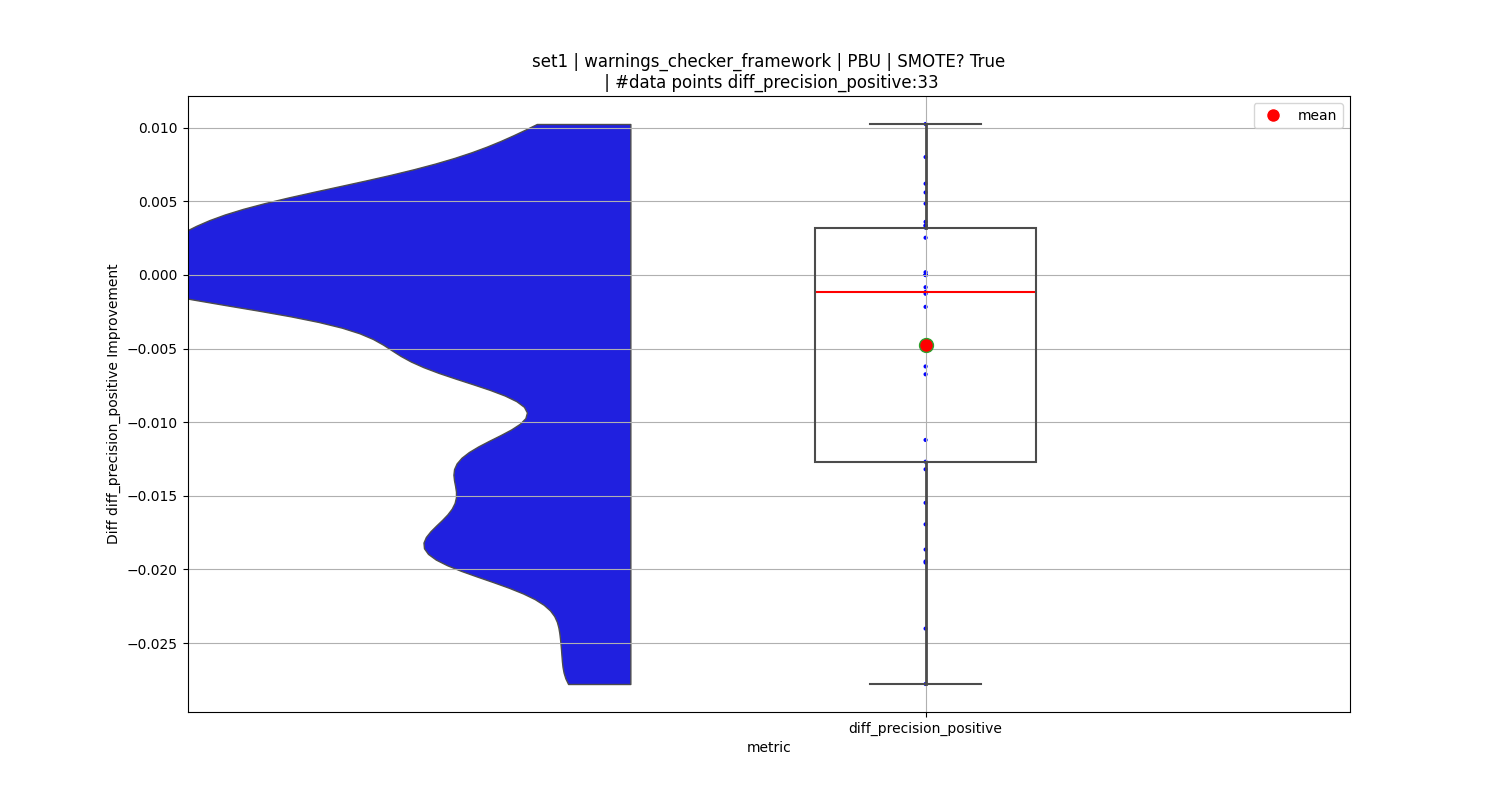 set1 | warnings_checker_framework | PBU | SMOTE? True
| #data points diff_precision_positive:33
mean
0.010
0.005
0.000
−0.005
−0.010
−0.015
−0.020
−0.025
Diff diff_precision_positive Improvement
diff_precision_positive
metric